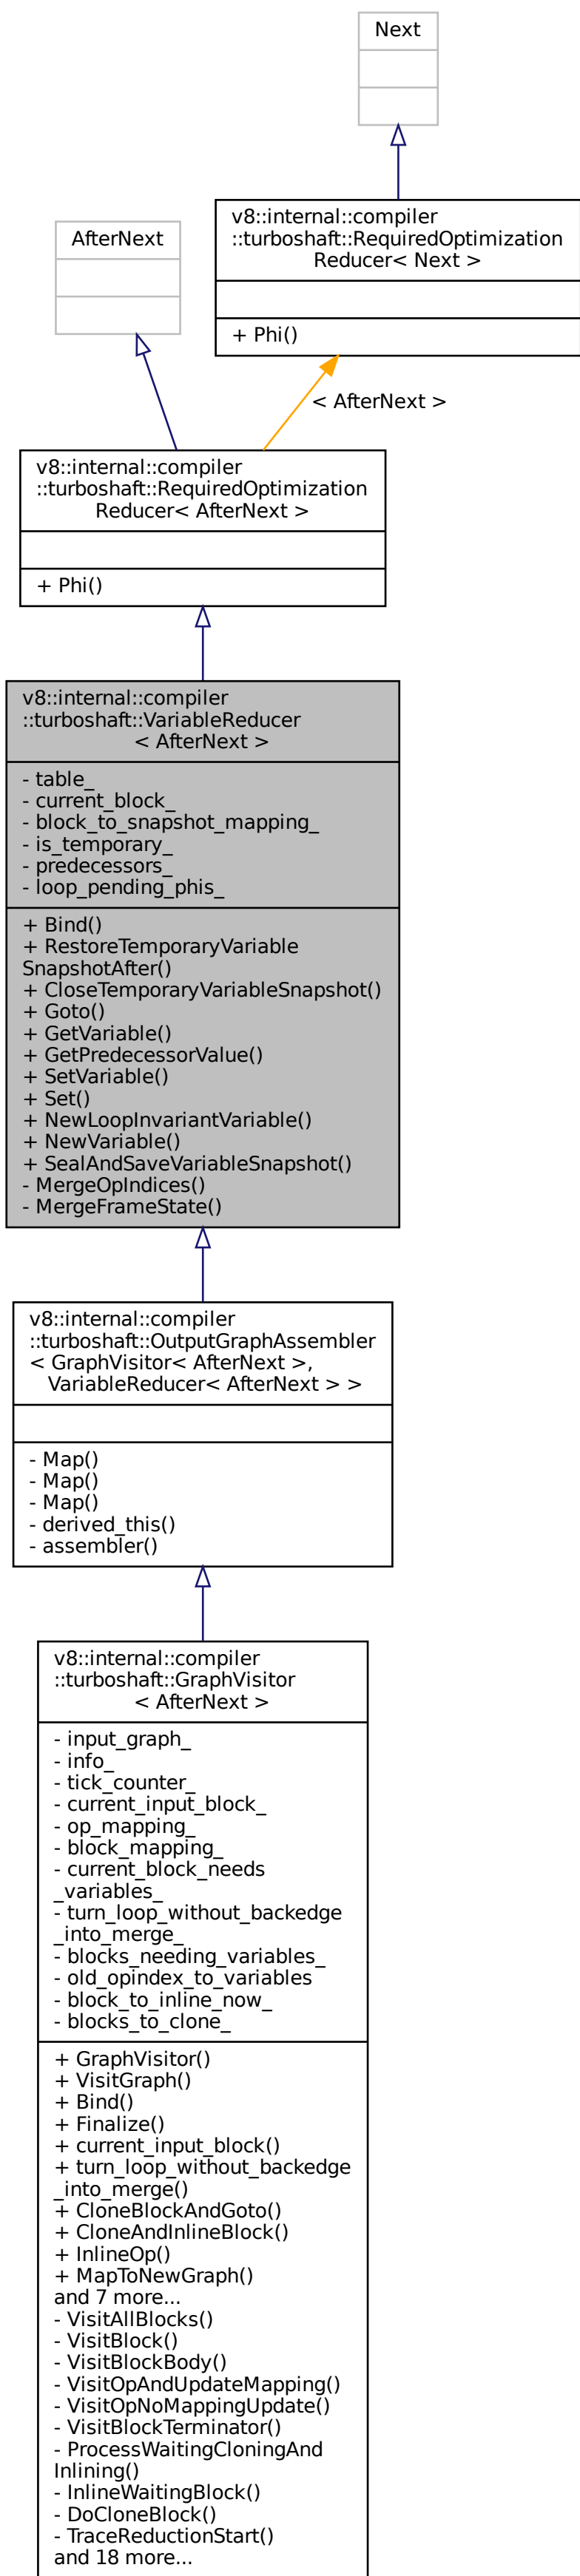 Next
v8::internal::compiler
::turboshaft::RequiredOptimization
Reducer< Next >
+ Phi()
AfterNext
< AfterNext >
v8::internal::compiler
::turboshaft::RequiredOptimization
Reducer< AfterNext >
+ Phi()
v8::internal::compiler
::turboshaft::VariableReducer
< AfterNext >
- table_
- current_block_
- block_to_snapshot_mapping_
- is_temporary_
- predecessors_
- loop_pending_phis_
+ Bind()
+ RestoreTemporaryVariable
SnapshotAfter()
+ CloseTemporaryVariableSnapshot()
+ Goto()
+ GetVariable()
+ GetPredecessorValue()
+ SetVariable()
+ Set()
+ NewLoopInvariantVariable()
+ NewVariable()
+ SealAndSaveVariableSnapshot()
- MergeOpIndices()
- MergeFrameState()
v8::internal::compiler
::turboshaft::OutputGraphAssembler
< GraphVisitor< AfterNext >,
VariableReducer< AfterNext > >
- Map()
- Map()
- Map()
- derived_this()
- assembler()
v8::internal::compiler
::turboshaft::GraphVisitor
< AfterNext >
- input_graph_
- info_
- tick_counter_
- current_input_block_
- op_mapping_
- block_mapping_
- current_block_needs
_variables_
- turn_loop_without_backedge
_into_merge_
- blocks_needing_variables_
- old_opindex_to_variables
- block_to_inline_now_
- blocks_to_clone_
+ GraphVisitor()
+ VisitGraph()
+ Bind()
+ Finalize()
+ current_input_block()
+ turn_loop_without_backedge
_into_merge()
+ CloneBlockAndGoto()
+ CloneAndInlineBlock()
+ InlineOp()
+ MapToNewGraph()
and 7 more...
- VisitAllBlocks()
- VisitBlock()
- VisitBlockBody()
- VisitOpAndUpdateMapping()
- VisitOpNoMappingUpdate()
- VisitBlockTerminator()
- ProcessWaitingCloningAnd
Inlining()
- InlineWaitingBlock()
- DoCloneBlock()
- TraceReductionStart()
and 18 more...